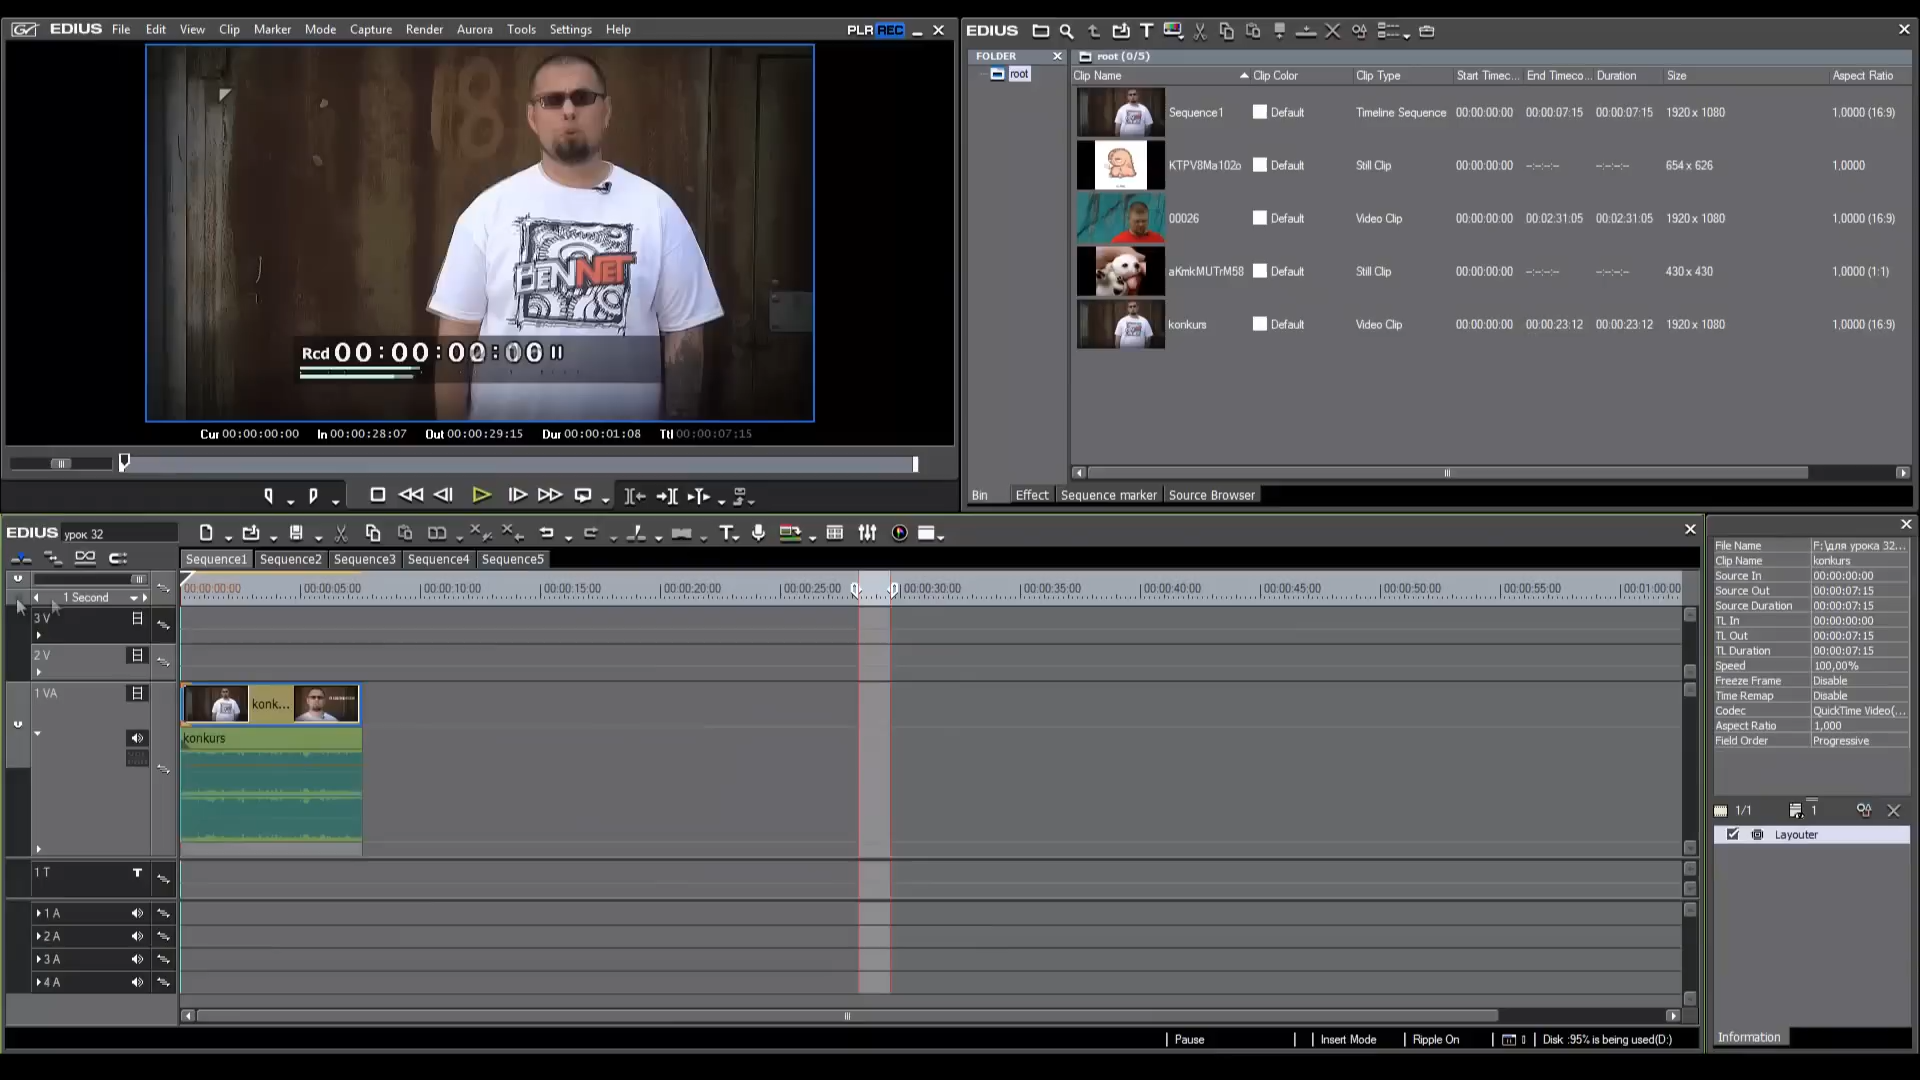 EDIUS File Edit View Clip Marker Mode Capture Render Aurora Tools Settings Help PLR REC
18
BENNET
Rcd 00:00:00:06
Cur 00:00:00:00 In 00:00:28:07 Out 00:00:29:15 Dur 00:00:01:08 Ttl 00:00:07:15
EDIUS
FOLDER
root
root (0/5)
Clip Name Clip Color Clip Type Start Timec... End Timeco... Duration Size Aspect Ratio
Sequence1 Default Timeline Sequence 00:00:00:00 00:00:07:15 00:00:07:15 1920 x 1080 1,0000 (16:9)
KTPV8Ma102o Default Still Clip 00:00:00:00 --:--:--:-- --:--:--:-- 654 x 626 1,0000
00026 Default Video Clip 00:00:00:00 00:02:31:05 00:02:31:05 1920 x 1080 1,0000 (16:9)
aKmkMUTrM58 Default Still Clip 00:00:00:00 --:--:--:-- --:--:--:-- 430 x 430 1,0000 (1:1)
konkurs Default Video Clip 00:00:00:00 00:00:23:12 00:00:23:12 1920 x 1080 1,0000 (16:9)
Bin Effect Sequence marker Source Browser
EDIUS урок 32
Sequence1 Sequence2 Sequence3 Sequence4 Sequence5
1 Second
00:00:00:00 00:00:05:00 00:00:10:00 00:00:15:00 00:00:20:00 00:00:25:00 00:00:30:00 00:00:35:00 00:00:40:00 00:00:45:00 00:00:50:00 00:00:55:00 00:01:00:00
3 V
2 V
1 VA
konk...
konkurs
1 T
1 A
2 A
3 A
4 A
Pause Insert Mode Ripple On 0 Disk :95% is being used(D:)
File Name F:\для урока 32...
Clip Name konkurs
Source In 00:00:00:00
Source Out 00:00:07:15
Source Duration 00:00:07:15
TL In 00:00:00:00
TL Out 00:00:07:15
TL Duration 00:00:07:15
Speed 100,00%
Freeze Frame Disable
Time Remap Disable
Codec QuickTime Video(...
Aspect Ratio 1,000
Field Order Progressive
1/1 1
Layouter
Information